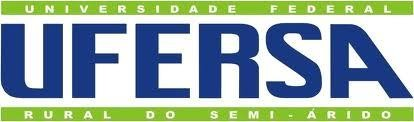 UNIVERSIDADE FEDERAL
UFERSA
RURAL DO SEMI-ÁRIDO